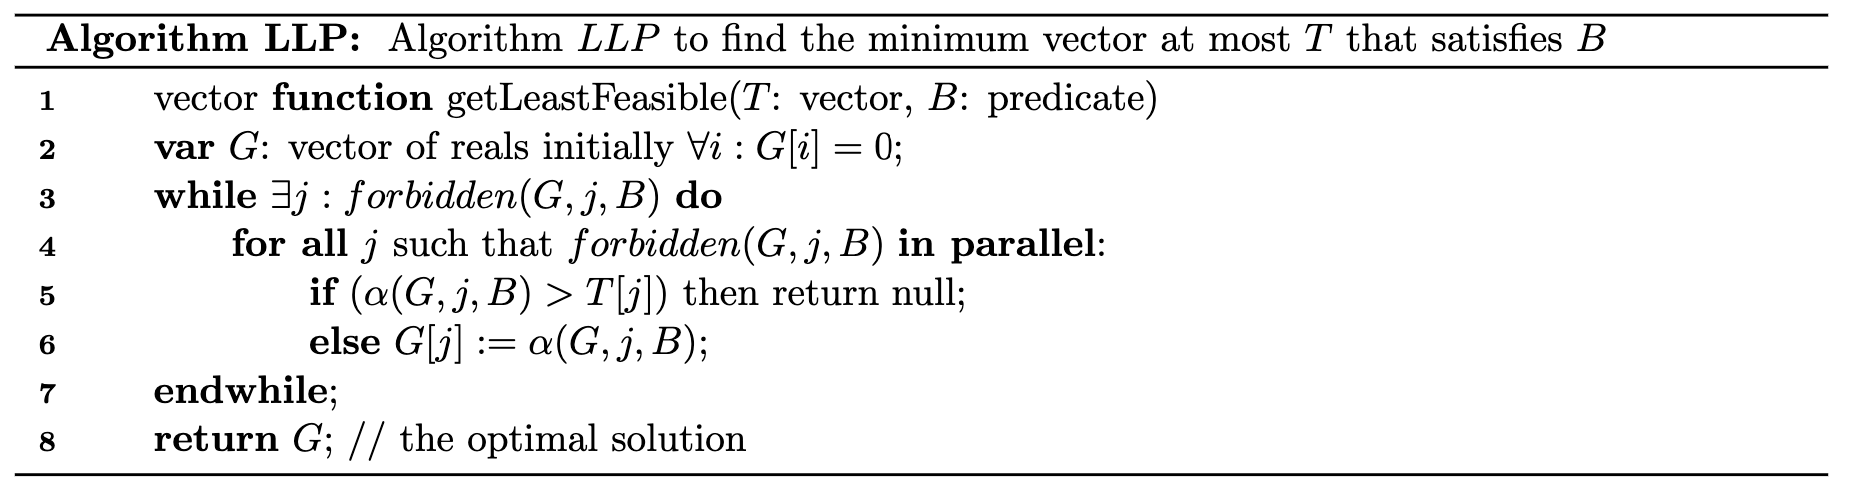 Algorithm LLP: Algorithm LLP to find the minimum vector at most T that satisfies B
1 vector function getLeastFeasible(T: vector, B: predicate)
2 var G: vector of reals initially ∀i : G[i] = 0;
3 while ∃j : forbidden(G, j, B) do
4 for all j such that forbidden(G, j, B) in parallel:
5 if (α(G, j, B) > T[j]) then return null;
6 else G[j] := α(G, j, B);
7 endwhile;
8 return G; // the optimal solution